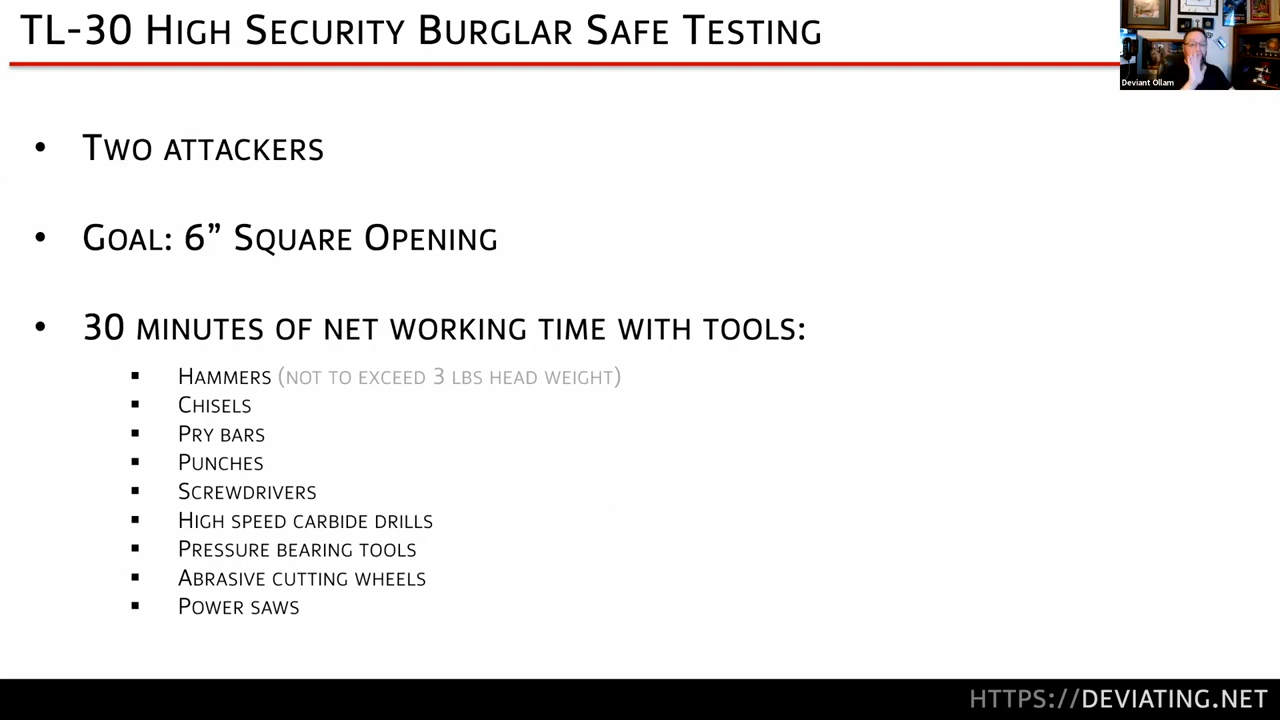 TL-30 High Security Burglar Safe Testing
Deviant Ollam
• Two attackers
• Goal: 6” Square Opening
• 30 minutes of net working time with tools:
▪ Hammers (not to exceed 3 lbs head weight)
▪ Chisels
▪ Pry bars
▪ Punches
▪ Screwdrivers
▪ High speed carbide drills
▪ Pressure bearing tools
▪ Abrasive cutting wheels
▪ Power saws
https://deviating.net